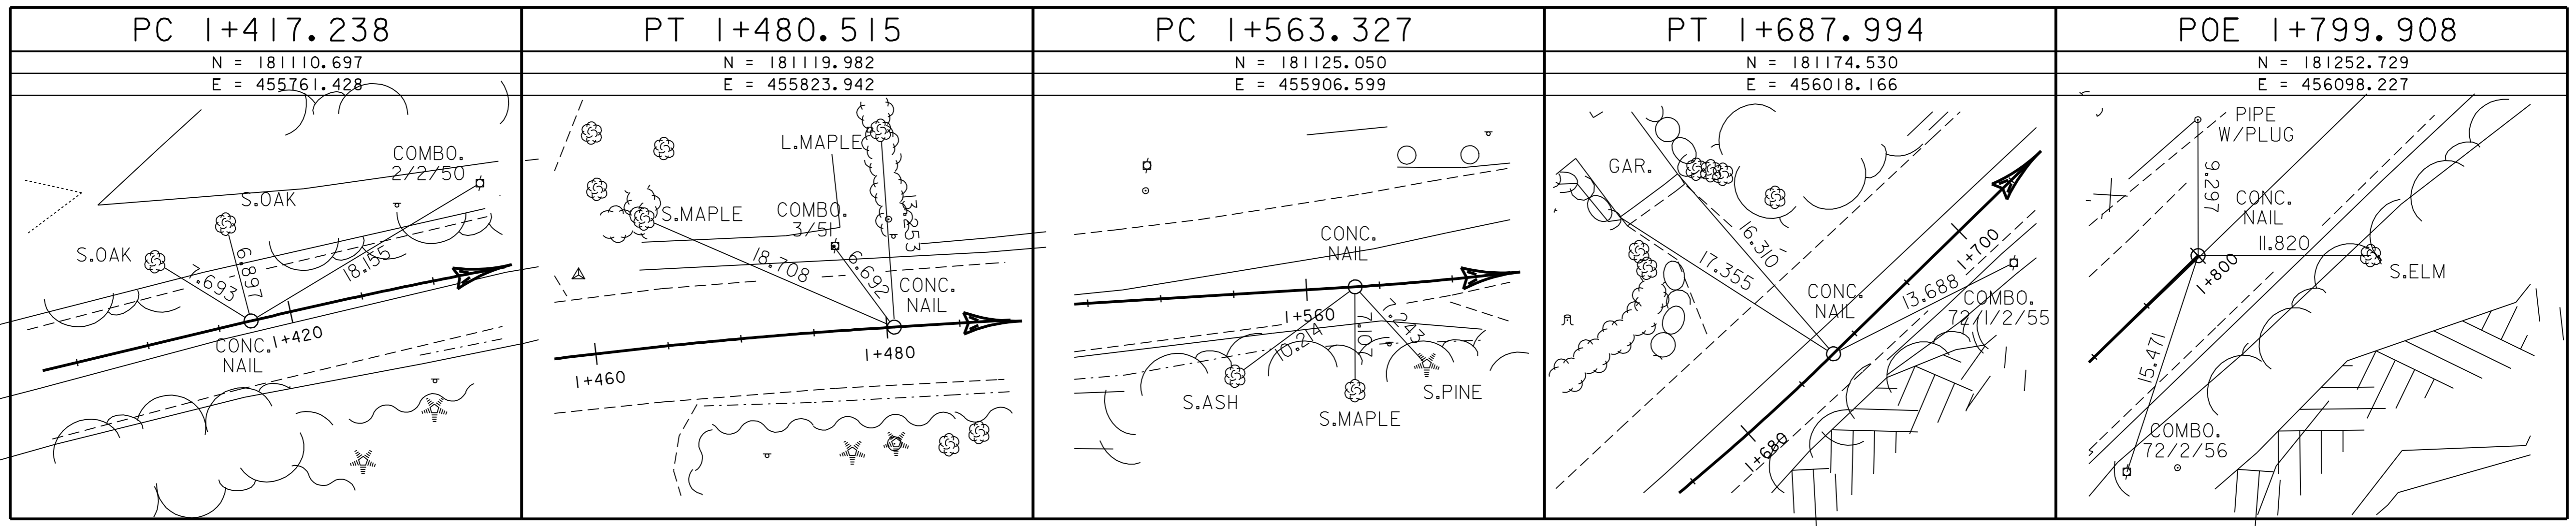 PC 1+417.238
N = 181110.697
E = 455761.428
COMBO.
2/2/50
S.OAK
S.OAK
7.693
6.897
18.155
CONC.
NAIL
1+420
PT 1+480.515
N = 181119.982
E = 455823.942
L.MAPLE
S.MAPLE
COMBO.
3/51
13.253
18.708
6.692
CONC.
NAIL
1+480
1+460
PC 1+563.327
N = 181125.050
E = 455906.599
CONC.
NAIL
1+560
10.214
7.107
7.243
S.ASH
S.MAPLE
S.PINE
PT 1+687.994
N = 181174.530
E = 456018.166
GAR.
16.310
17.355
1+700
CONC.
NAIL
13.688
COMBO.
72/1/2/55
1+680
POE 1+799.908
N = 181252.729
E = 456098.227
PIPE
W/PLUG
9.297
CONC.
NAIL
11.820
S.ELM
1+800
15.471
COMBO.
72/2/56